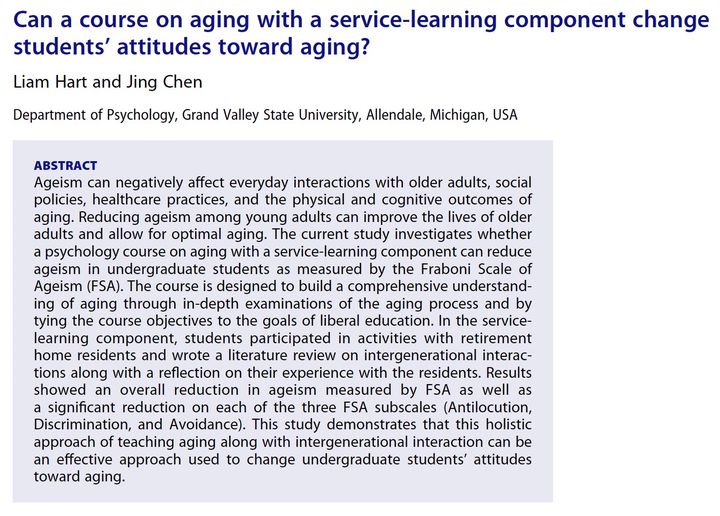 Can a course on aging with a service-learning component change
students’ attitudes toward aging?
Liam Hart and Jing Chen
Department of Psychology, Grand Valley State University, Allendale, Michigan, USA
ABSTRACT
Ageism can negatively affect everyday interactions with older adults, social
policies, healthcare practices, and the physical and cognitive outcomes of
aging. Reducing ageism among young adults can improve the lives of older
adults and allow for optimal aging. The current study investigates whether
a psychology course on aging with a service-learning component can reduce
ageism in undergraduate students as measured by the Fraboni Scale of
Ageism (FSA). The course is designed to build a comprehensive understand-
ing of aging through in-depth examinations of the aging process and by
tying the course objectives to the goals of liberal education. In the service-
learning component, students participated in activities with retirement
home residents and wrote a literature review on intergenerational interac-
tions along with a reflection on their experience with the residents. Results
showed an overall reduction in ageism measured by FSA as well as
a significant reduction on each of the three FSA subscales (Antilocution,
Discrimination, and Avoidance). This study demonstrates that this holistic
approach of teaching aging along with intergenerational interaction can be
an effective approach used to change undergraduate students’ attitudes
toward aging.